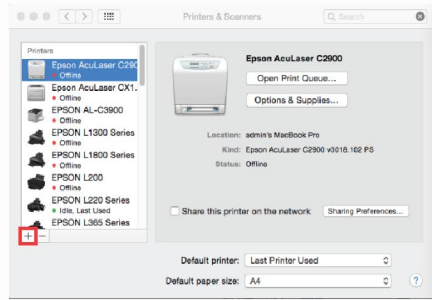 Printers & Scanners
Search
Printers
Epson AcuLaser C290
Offline
Epson AcuLaser CX1.
Offline
EPSON AL-C3900
Offline
EPSON L1300 Series
Offline
EPSON L1800 Series
Offline
EPSON L200
Offline
EPSON L220 Series
Idle, Last Used
EPSON L365 Series
+ −
Epson AcuLaser C2900
Open Print Queue...
Options & Supplies...
Location: admin's MacBook Pro
Kind: Epson AcuLaser C2900 v3018.102 PS
Status: Offline
Share this printer on the network
Sharing Preferences...
Default printer: Last Printer Used
Default paper size: A4
?